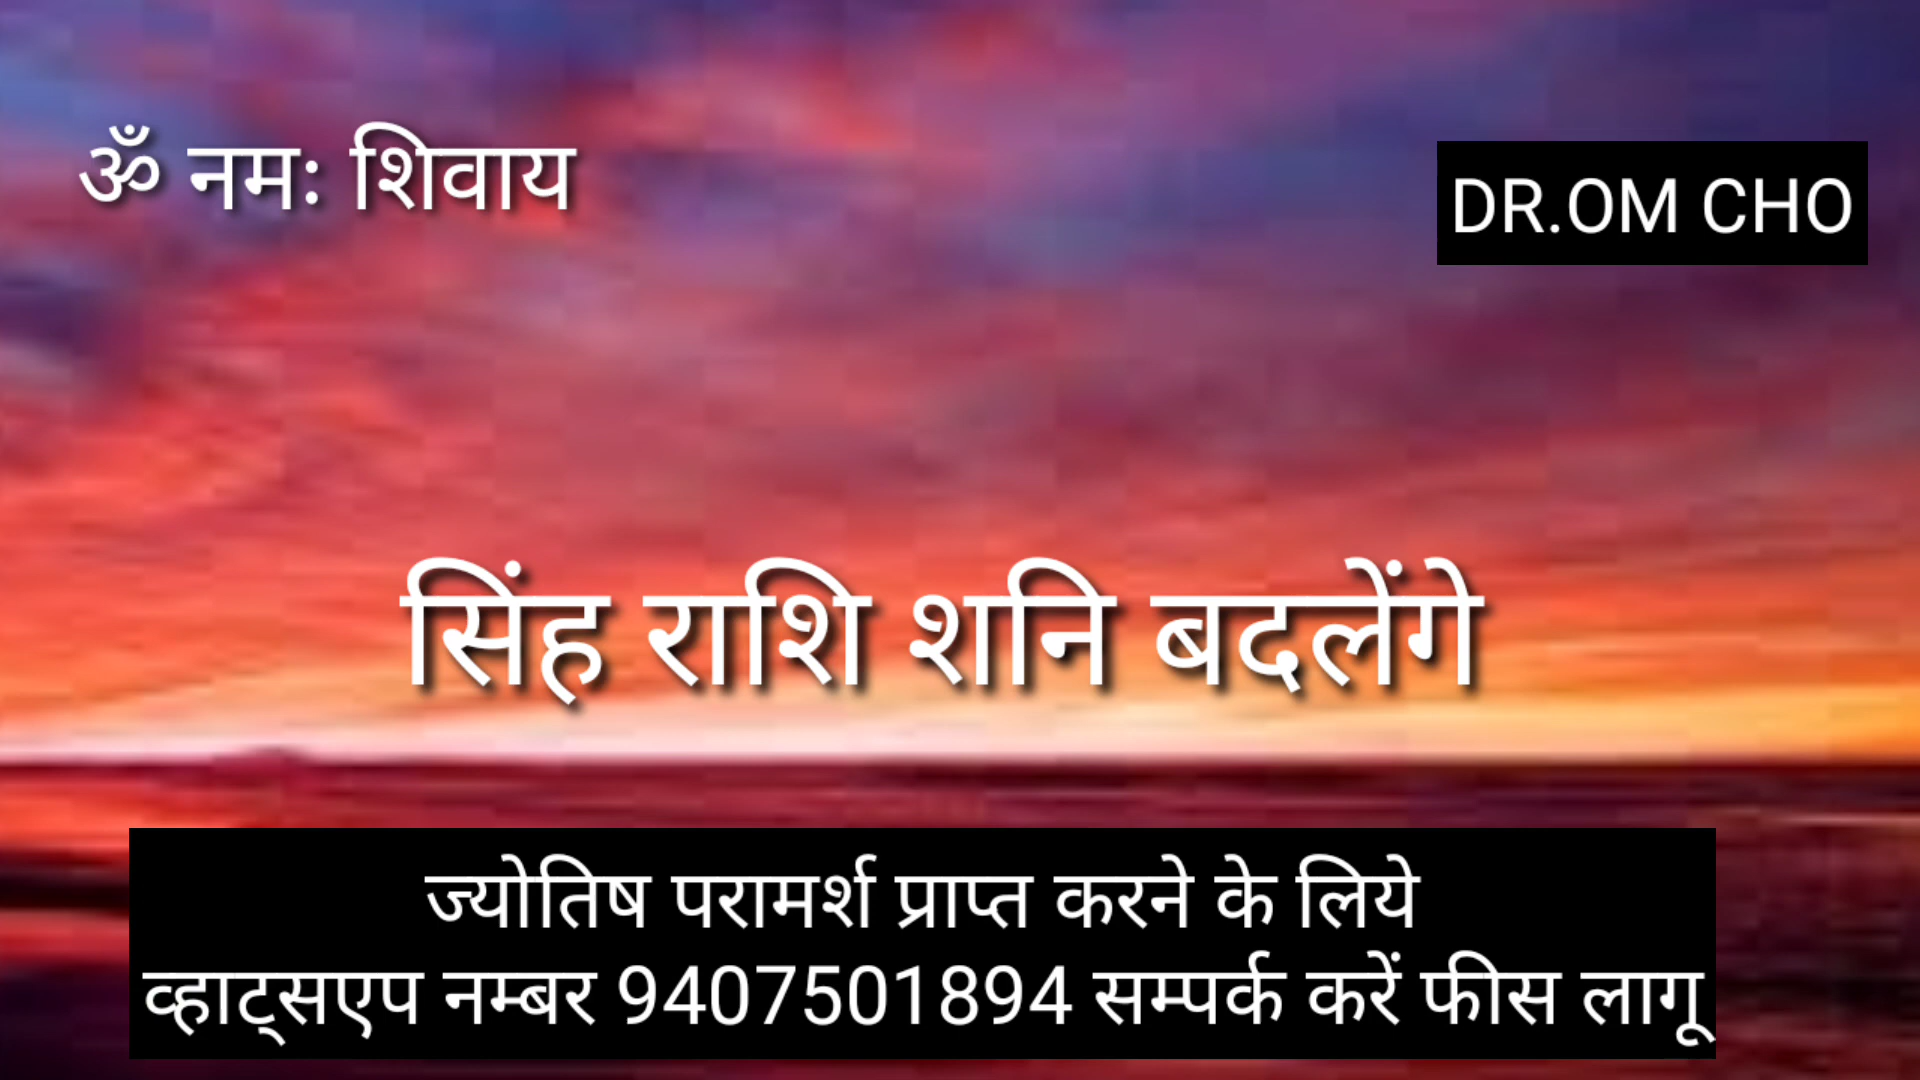 ॐ नमः शिवाय
DR.OM CHO
सिंह राशि शनि बदलेंगे
ज्योतिष परामर्श प्राप्त करने के लिये
व्हाट्सएप नम्बर 9407501894 सम्पर्क करें फीस लागू